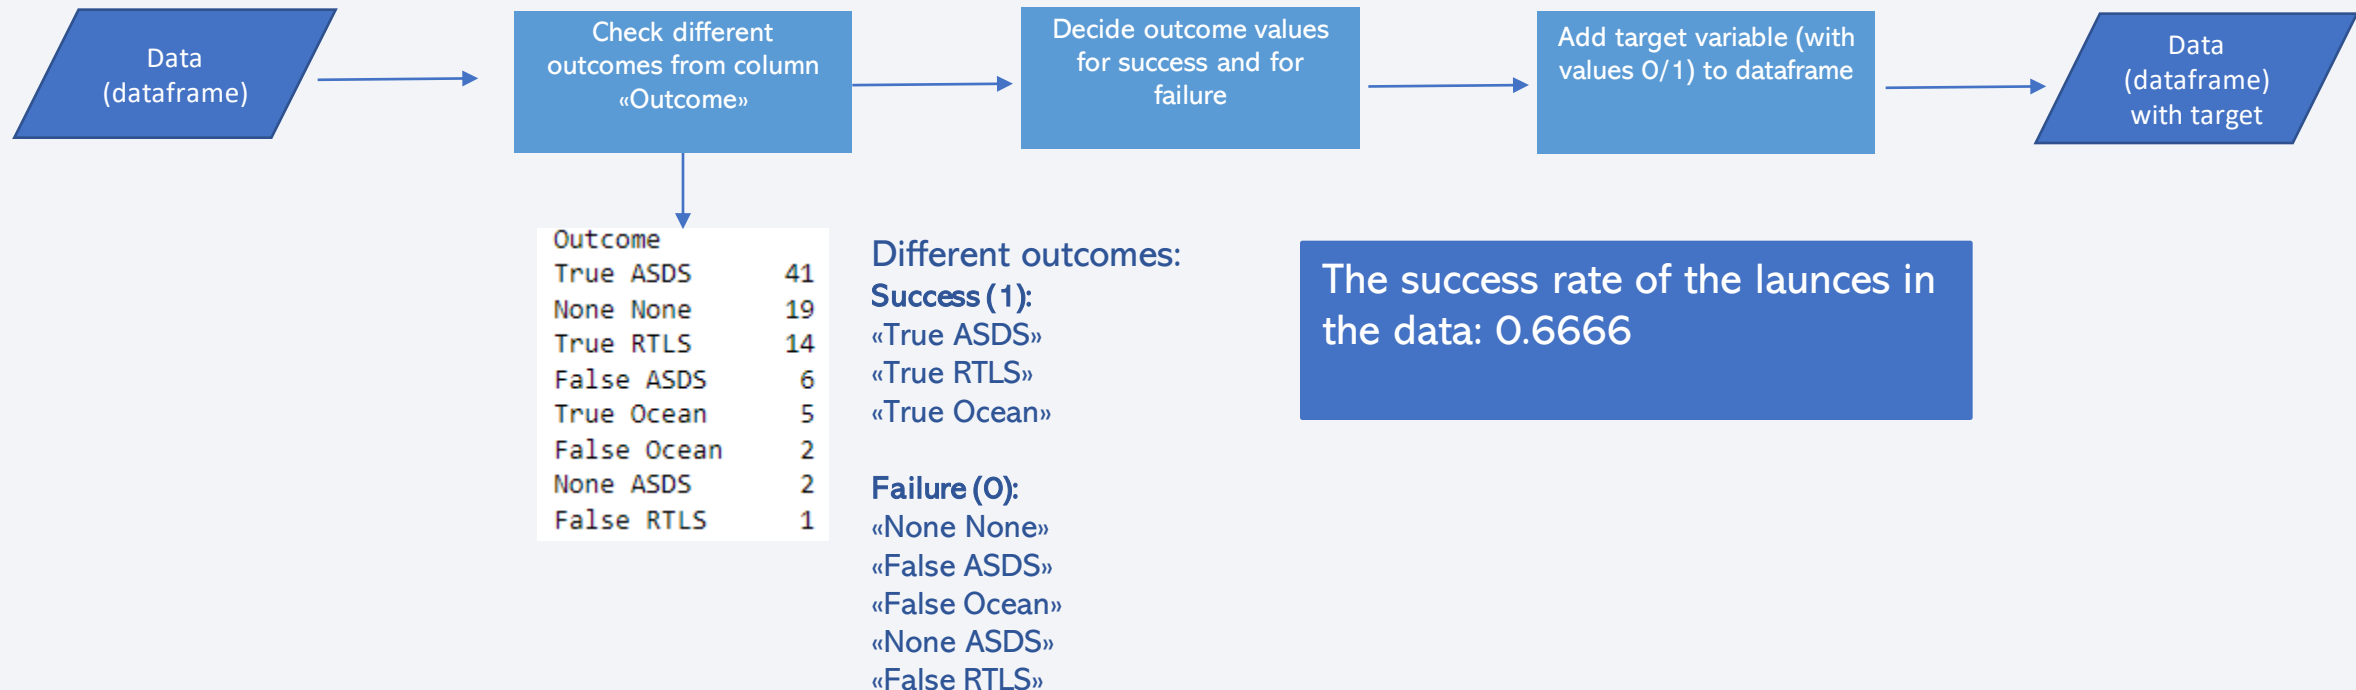 Data
(dataframe)
Check different
outcomes from column
«Outcome»
Decide outcome values
for success and for
failure
Add target variable (with
values 0/1) to dataframe
Data
(dataframe)
with target
Outcome
True ASDS 41
None None 19
True RTLS 14
False ASDS 6
True Ocean 5
False Ocean 2
None ASDS 2
False RTLS 1
Different outcomes:
Success (1):
«True ASDS»
«True RTLS»
«True Ocean»
Failure (0):
«None None»
«False ASDS»
«False Ocean»
«None ASDS»
«False RTLS»
The success rate of the launces in
the data: 0.6666